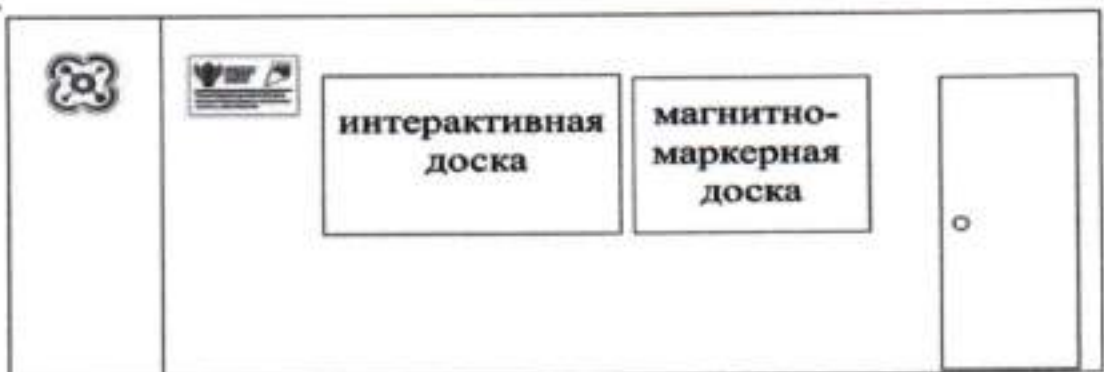 интерактивная
доска
магнитно-
маркерная
доска